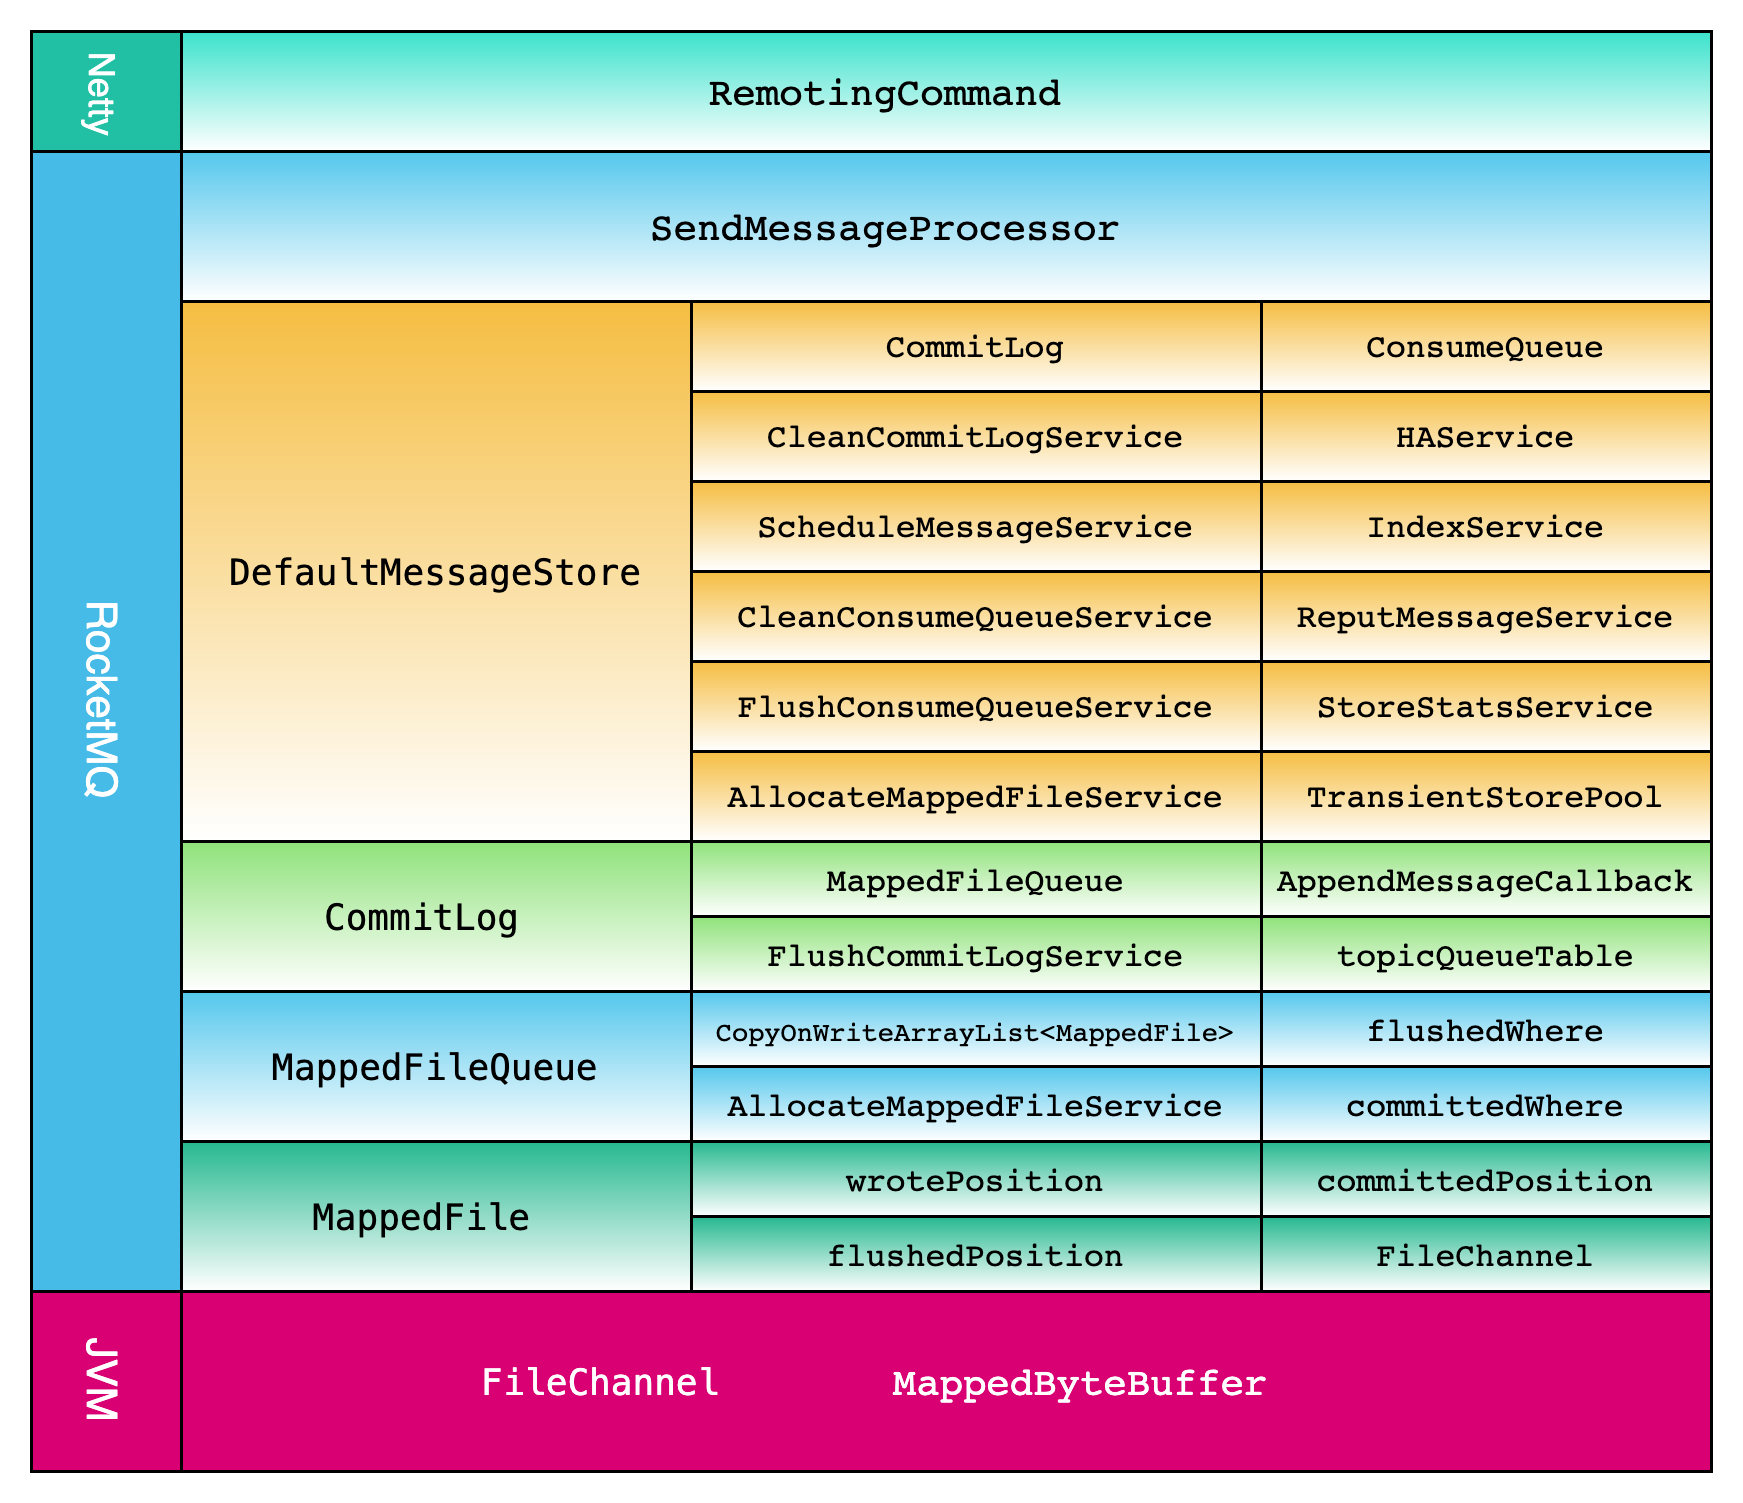 Netty
RemotingCommand
RocketMQ
SendMessageProcessor
DefaultMessageStore
CommitLog
ConsumeQueue
CleanCommitLogService
HAService
ScheduleMessageService
IndexService
CleanConsumeQueueService
ReputMessageService
FlushConsumeQueueService
StoreStatsService
AllocateMappedFileService
TransientStorePool
CommitLog
MappedFileQueue
AppendMessageCallback
FlushCommitLogService
topicQueueTable
MappedFileQueue
CopyOnWriteArrayList<MappedFile>
flushedWhere
AllocateMappedFileService
committedWhere
MappedFile
wrotePosition
committedPosition
flushedPosition
FileChannel
JVM
FileChannel
MappedByteBuffer